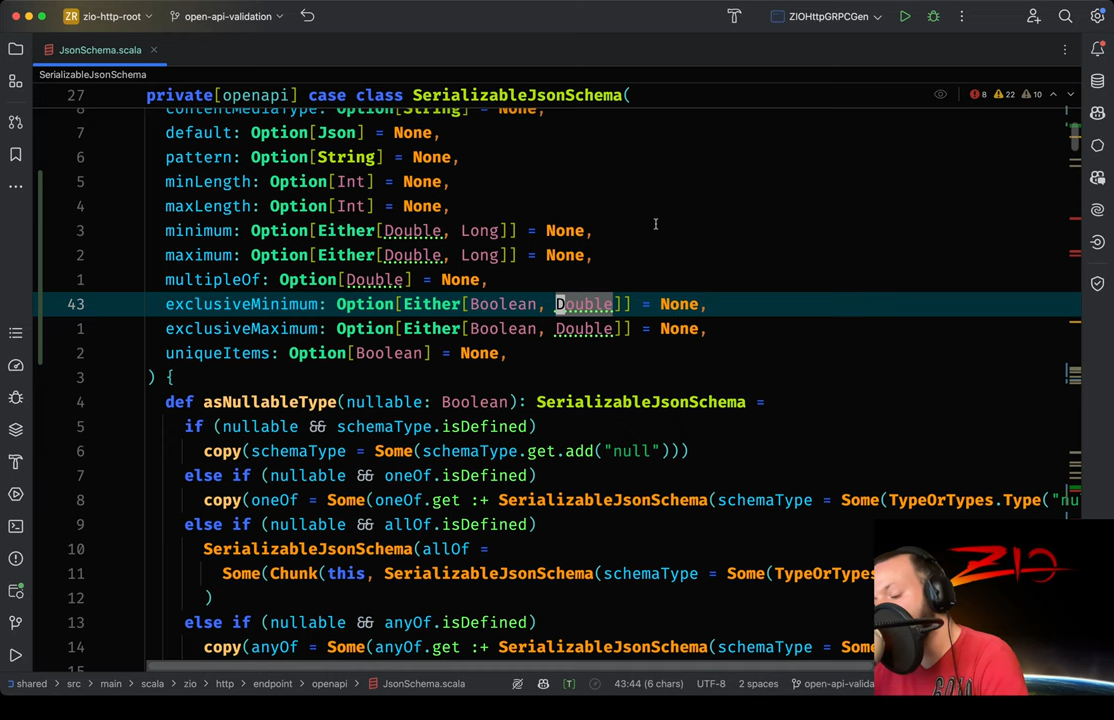 ZR zio-http-root open-api-validation ZIOHttpGRPCGen
JsonSchema.scala
SerializableJsonSchema
27 private[openapi] case class SerializableJsonSchema( 8 22 10
8 contentMediaType: Option[String] = None,
7 default: Option[Json] = None,
6 pattern: Option[String] = None,
5 minLength: Option[Int] = None,
4 maxLength: Option[Int] = None,
3 minimum: Option[Either[Double, Long]] = None,
2 maximum: Option[Either[Double, Long]] = None,
1 multipleOf: Option[Double] = None,
43 exclusiveMinimum: Option[Either[Boolean, Double]] = None,
1 exclusiveMaximum: Option[Either[Boolean, Double]] = None,
2 uniqueItems: Option[Boolean] = None,
3 ) {
4 def asNullableType(nullable: Boolean): SerializableJsonSchema =
5 if (nullable && schemaType.isDefined)
6 copy(schemaType = Some(schemaType.get.add("null")))
7 else if (nullable && oneOf.isDefined)
8 copy(oneOf = Some(oneOf.get :+ SerializableJsonSchema(schemaType = Some(TypeOrTypes.Type("nu
9 else if (nullable && allOf.isDefined)
10 SerializableJsonSchema(allOf =
11 Some(Chunk(this, SerializableJsonSchema(schemaType = Some(TypeOrTypes
12 )
13 else if (nullable && anyOf.isDefined)
14 copy(anyOf = Some(anyOf.get :+ SerializableJsonSchema(schemaType = Some
15
ZIO
shared src main scala zio http endpoint openapi JsonSchema.scala [T] 43:44 (6 chars) UTF-8 2 spaces open-api-valida